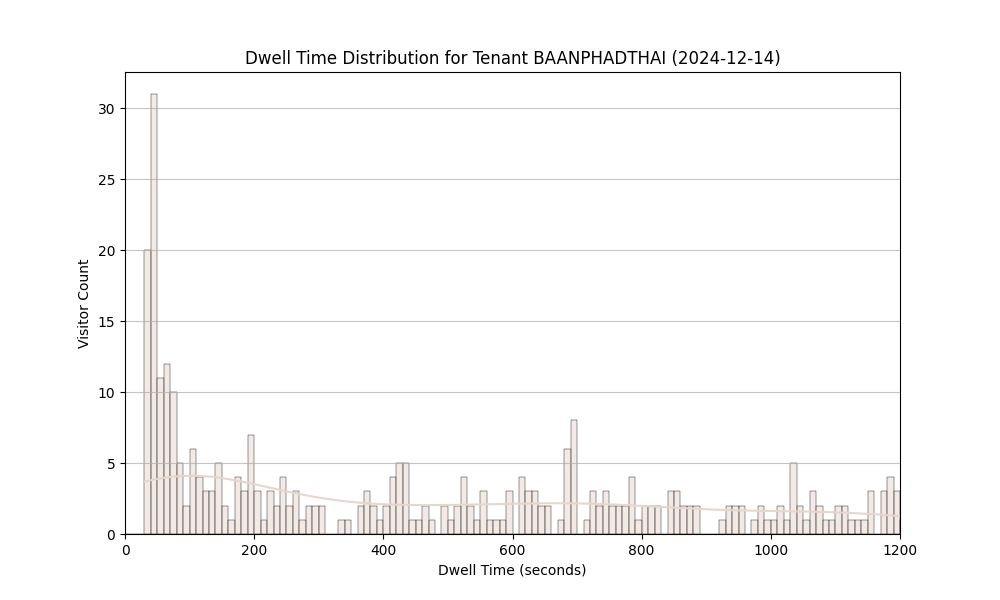 Dwell Time Distribution for Tenant BAANPHADTHAI (2024-12-14)
30
25
20
15
10
5
0
Visitor Count
0 200 400 600 800 1000 1200
Dwell Time (seconds)